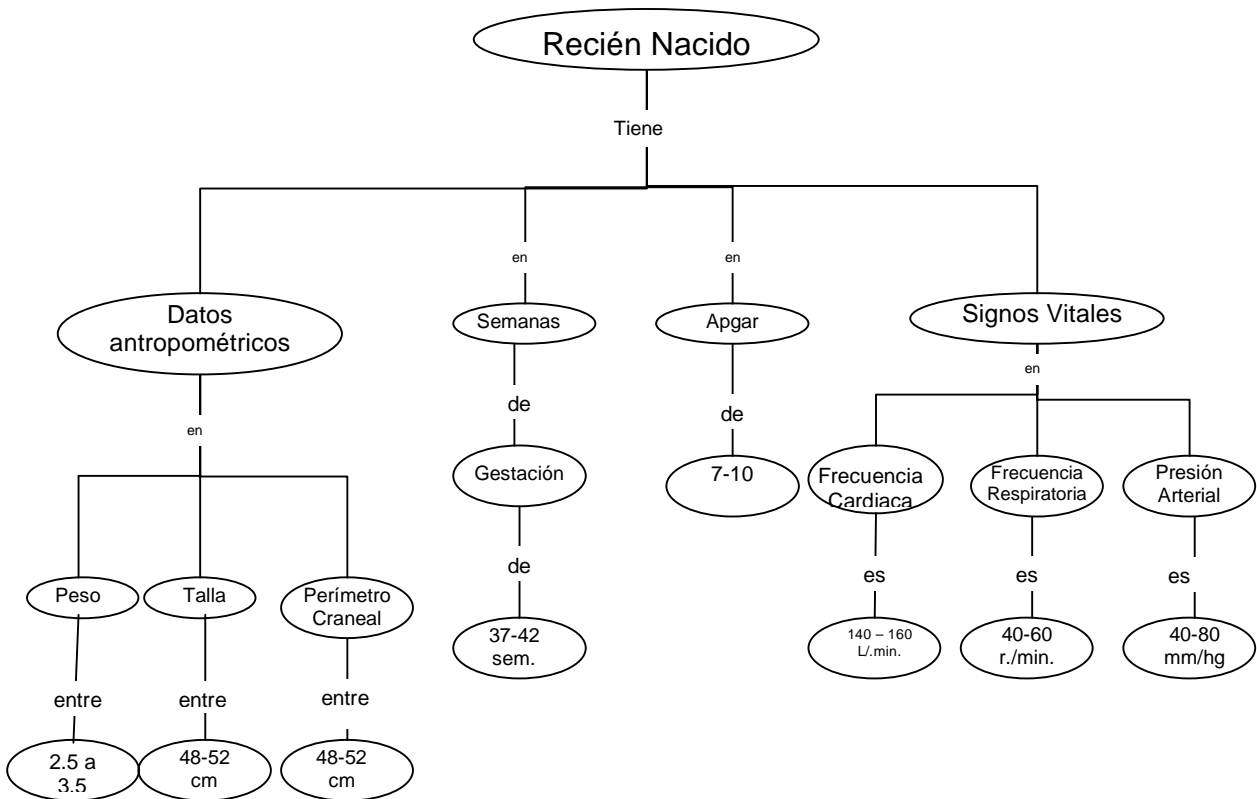 Recién Nacido
Tiene
en
en
Datos
antropométricos
Semanas
Apgar
Signos Vitales
en
en
de
de
Gestación
7-10
Frecuencia
Cardiaca
Frecuencia
Respiratoria
Presión
Arterial
de
es
es
es
Peso
Talla
Perímetro
Craneal
37-42
sem.
140 – 160
L/.min.
40-60
r./min.
40-80
mm/hg
entre
entre
entre
2.5 a
3.5
48-52
cm
48-52
cm